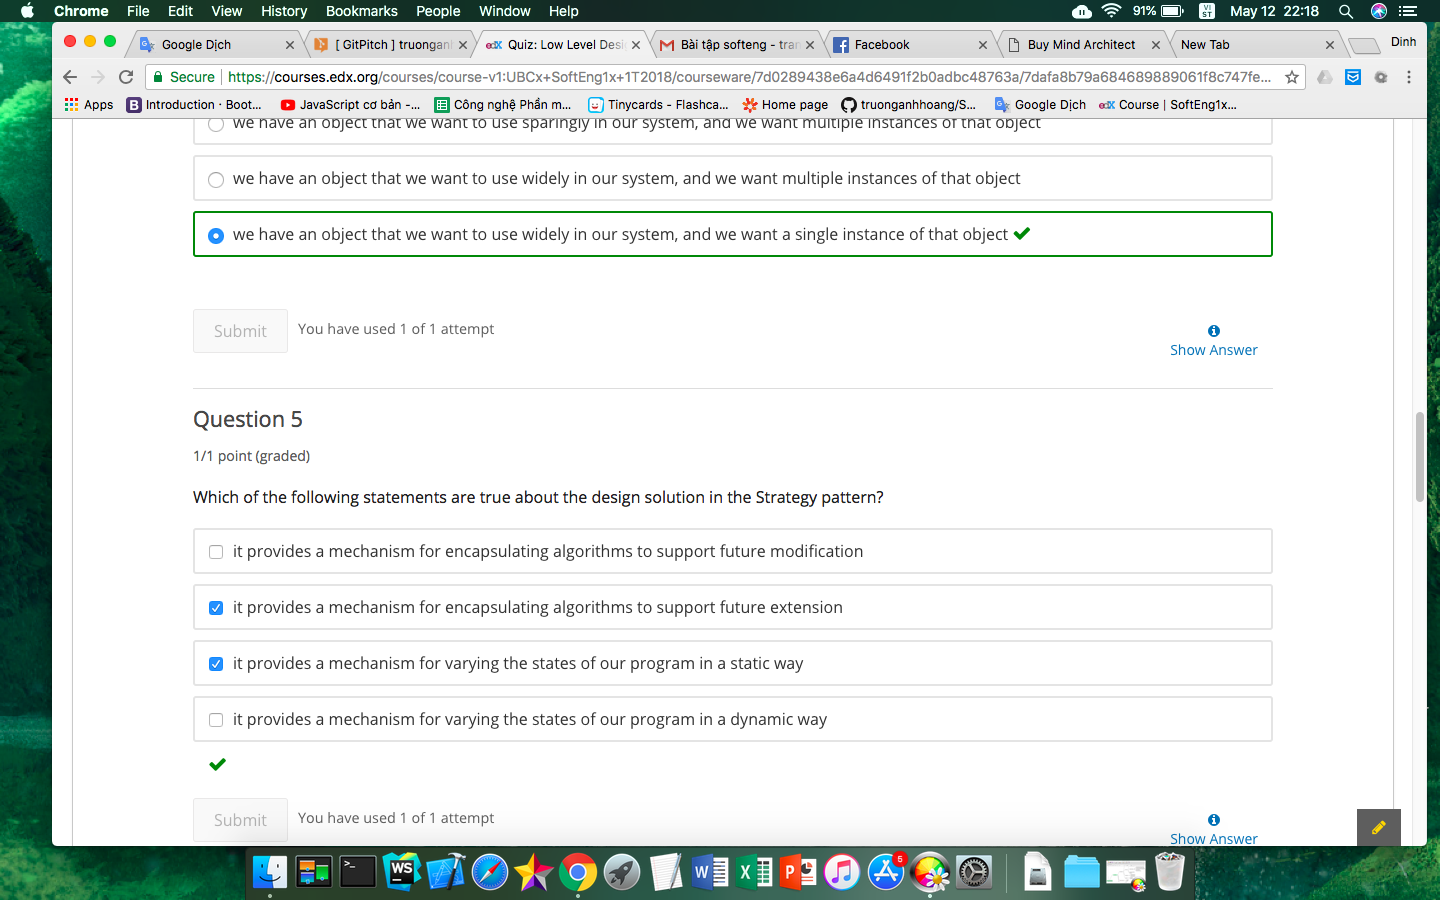 Chrome File Edit View History Bookmarks People Window Help 91% VI ST May 12 22:18
Google Dịch [ GitPitch ] truongan Quiz: Low Level Desi Bài tập softeng - tran Facebook Buy Mind Architect New Tab Dinh
Secure https://courses.edx.org/courses/course-v1:UBCx+SoftEng1x+1T2018/courseware/7d0289438e6a4d6491f2b0adbc48763a/7dafa8b79a684689889061f8c747fe...
Apps Introduction · Boot... JavaScript cơ bản -... Công nghệ Phần m... Tinycards - Flashca... Home page truonganhhoang/S... Google Dịch Course | SoftEng1x...
we have an object that we want to use sparingly in our system, and we want multiple instances of that object
we have an object that we want to use widely in our system, and we want multiple instances of that object
we have an object that we want to use widely in our system, and we want a single instance of that object
Submit You have used 1 of 1 attempt
Show Answer
Question 5
1/1 point (graded)
Which of the following statements are true about the design solution in the Strategy pattern?
it provides a mechanism for encapsulating algorithms to support future modification
it provides a mechanism for encapsulating algorithms to support future extension
it provides a mechanism for varying the states of our program in a static way
it provides a mechanism for varying the states of our program in a dynamic way
Submit You have used 1 of 1 attempt
Show Answer
WS W X P 5